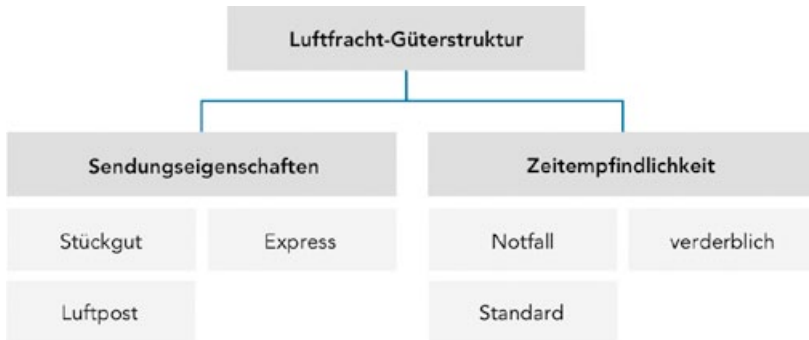 Luftfracht-Güterstruktur
Sendungseigenschaften
Stückgut
Express
Luftpost
Zeitempfindlichkeit
Notfall
verderblich
Standard